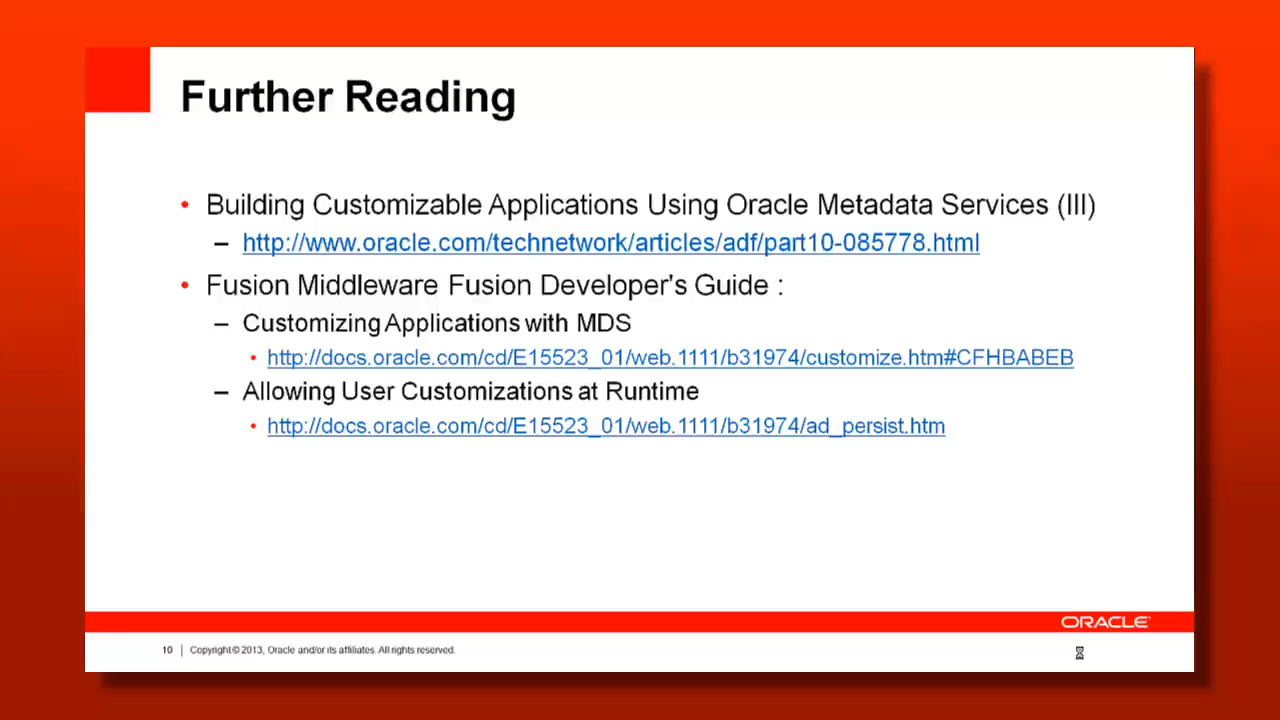 Further Reading
• Building Customizable Applications Using Oracle Metadata Services (III)
– http://www.oracle.com/technetwork/articles/adf/part10-085778.html
• Fusion Middleware Fusion Developer's Guide :
– Customizing Applications with MDS
• http://docs.oracle.com/cd/E15523_01/web.1111/b31974/customize.htm#CFHBABEB
– Allowing User Customizations at Runtime
• http://docs.oracle.com/cd/E15523_01/web.1111/b31974/ad_persist.htm
ORACLE
10 | Copyright © 2013, Oracle and/or its affiliates. All rights reserved.